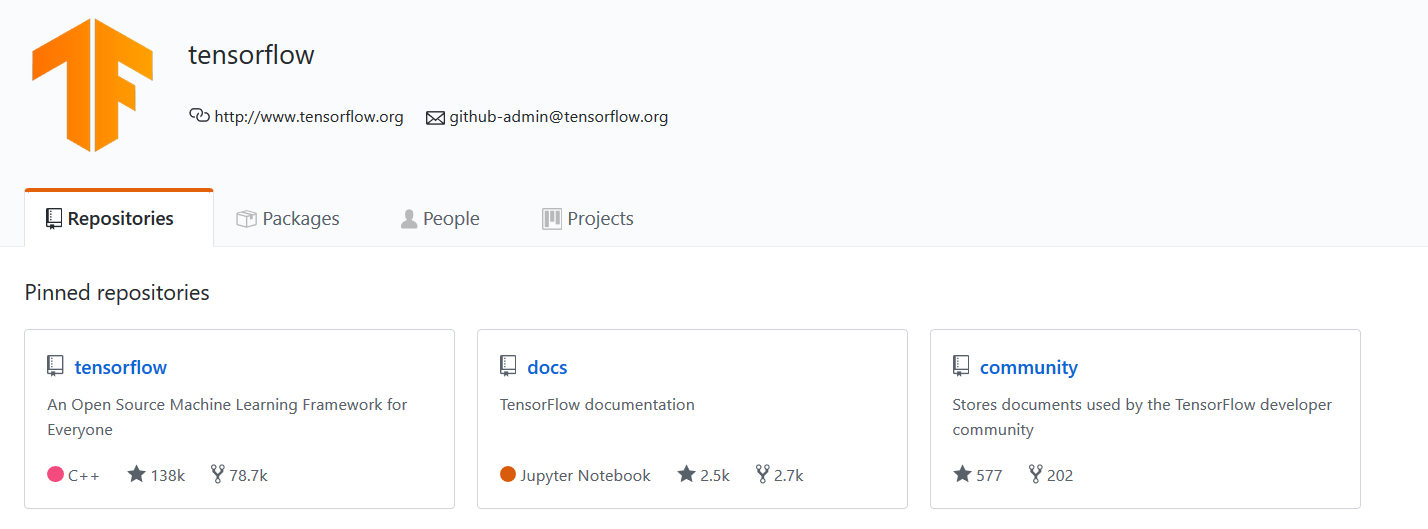 TF
tensorflow
http://www.tensorflow.org github-admin@tensorflow.org
Repositories Packages People Projects
Pinned repositories
tensorflow
An Open Source Machine Learning Framework for
Everyone
C++ 138k 78.7k
docs
TensorFlow documentation
Jupyter Notebook 2.5k 2.7k
community
Stores documents used by the TensorFlow developer
community
577 202